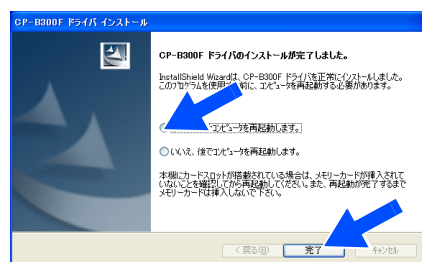 CP-B300F ドライバ インストール
CP-B300F ドライバのインストールが完了しました。
InstallShield Wizardは、CP-B300F ドライバを正常にインストールしました。
このプログラムを使用 前に、コンピュータを再起動する必要があります。
コンピュータを再起動します。
いいえ、後でコンピュータを再起動します。
本機にカードスロットが搭載されている場合は、メモリーカードが挿入されて
いないことを確認してから再起動してください。また、再起動が完了するまで
メモリーカードは挿入しないで下さい。
< 戻る(B) 完了 キャンセル